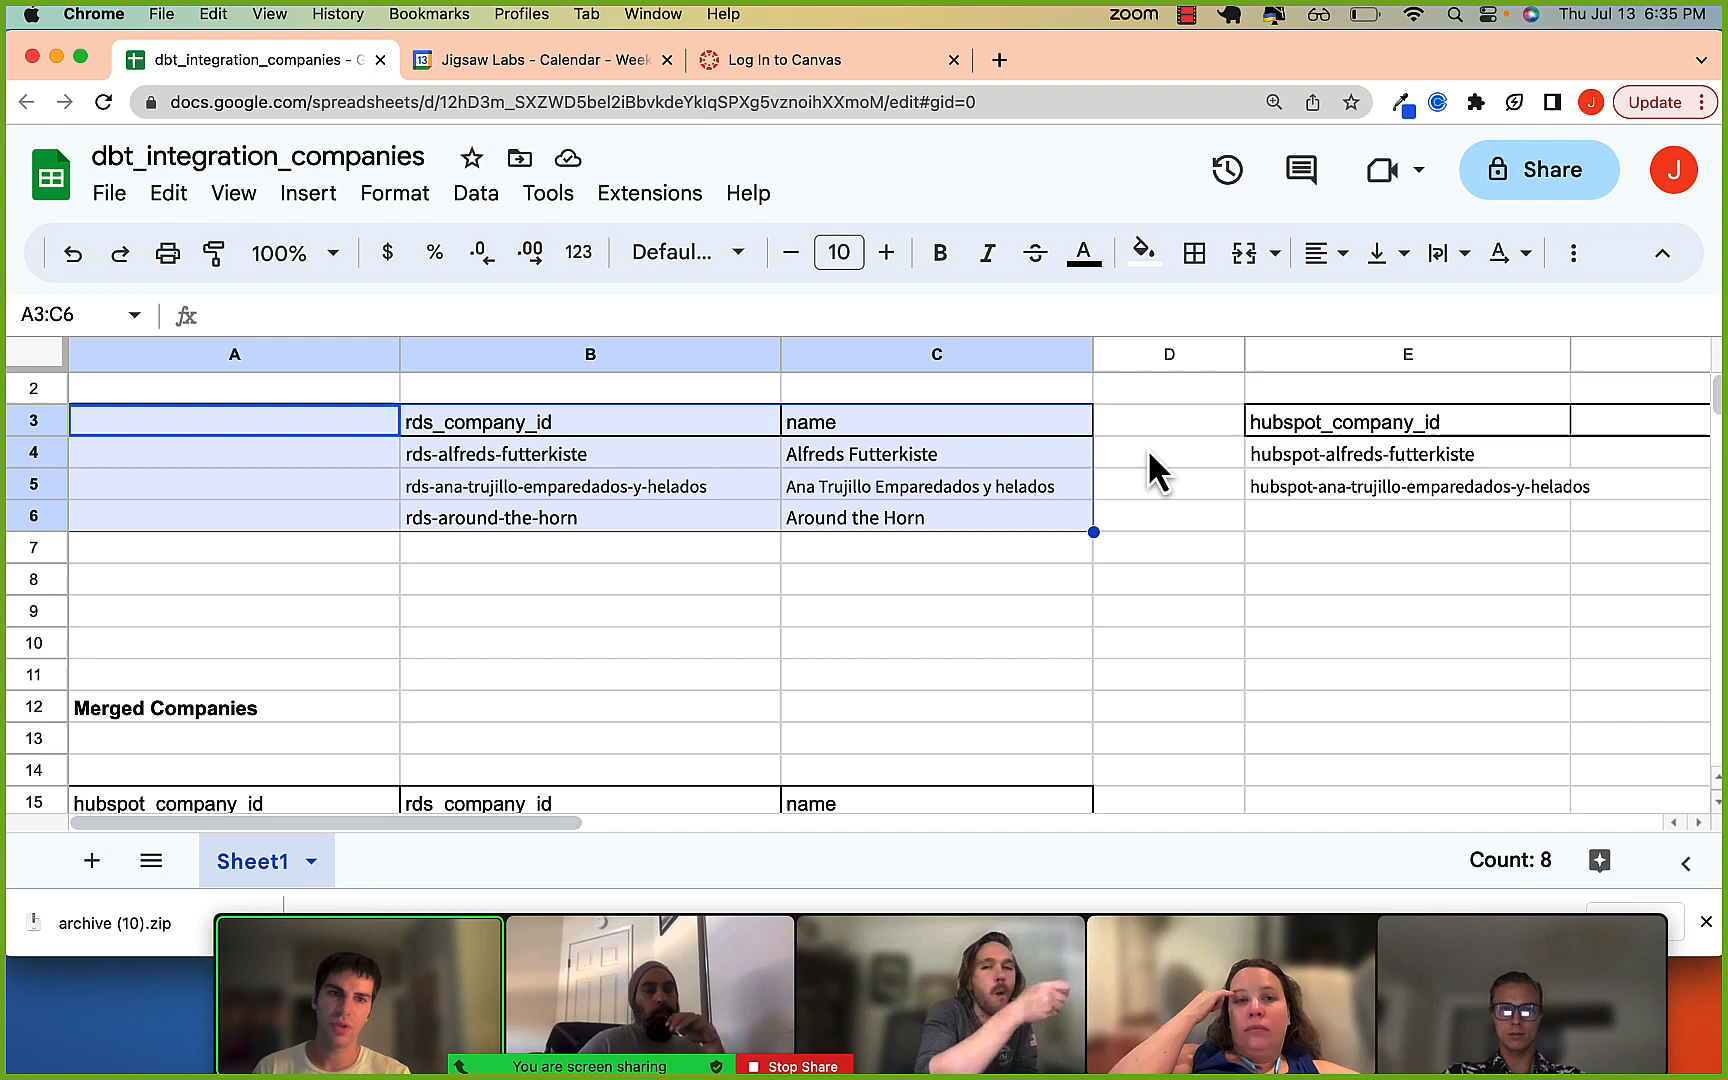 Chrome File Edit View History Bookmarks Profiles Tab Window Help zoom Thu Jul 13 6:35 PM
dbt_integration_companies - G Jigsaw Labs - Calendar - Week Log In to Canvas
docs.google.com/spreadsheets/d/12hD3m_SXZWD5bel2iBbvkdeYkIqSPXg5vznoihXXmoM/edit#gid=0 J Update
dbt_integration_companies
File Edit View Insert Format Data Tools Extensions Help
Share J
100% $ % .0 .00 123 Defaul... 10 B I A A
A3:C6 fx
A B C D E
2
3 rds_company_id name hubspot_company_id
4 rds-alfreds-futterkiste Alfreds Futterkiste hubspot-alfreds-futterkiste
5 rds-ana-trujillo-emparedados-y-helados Ana Trujillo Emparedados y helados hubspot-ana-trujillo-emparedados-y-helados
6 rds-around-the-horn Around the Horn
7
8
9
10
11
12 Merged Companies
13
14
15 hubspot_company_id rds_company_id name
Sheet1 Count: 8
archive (10).zip
You are screen sharing Stop Share